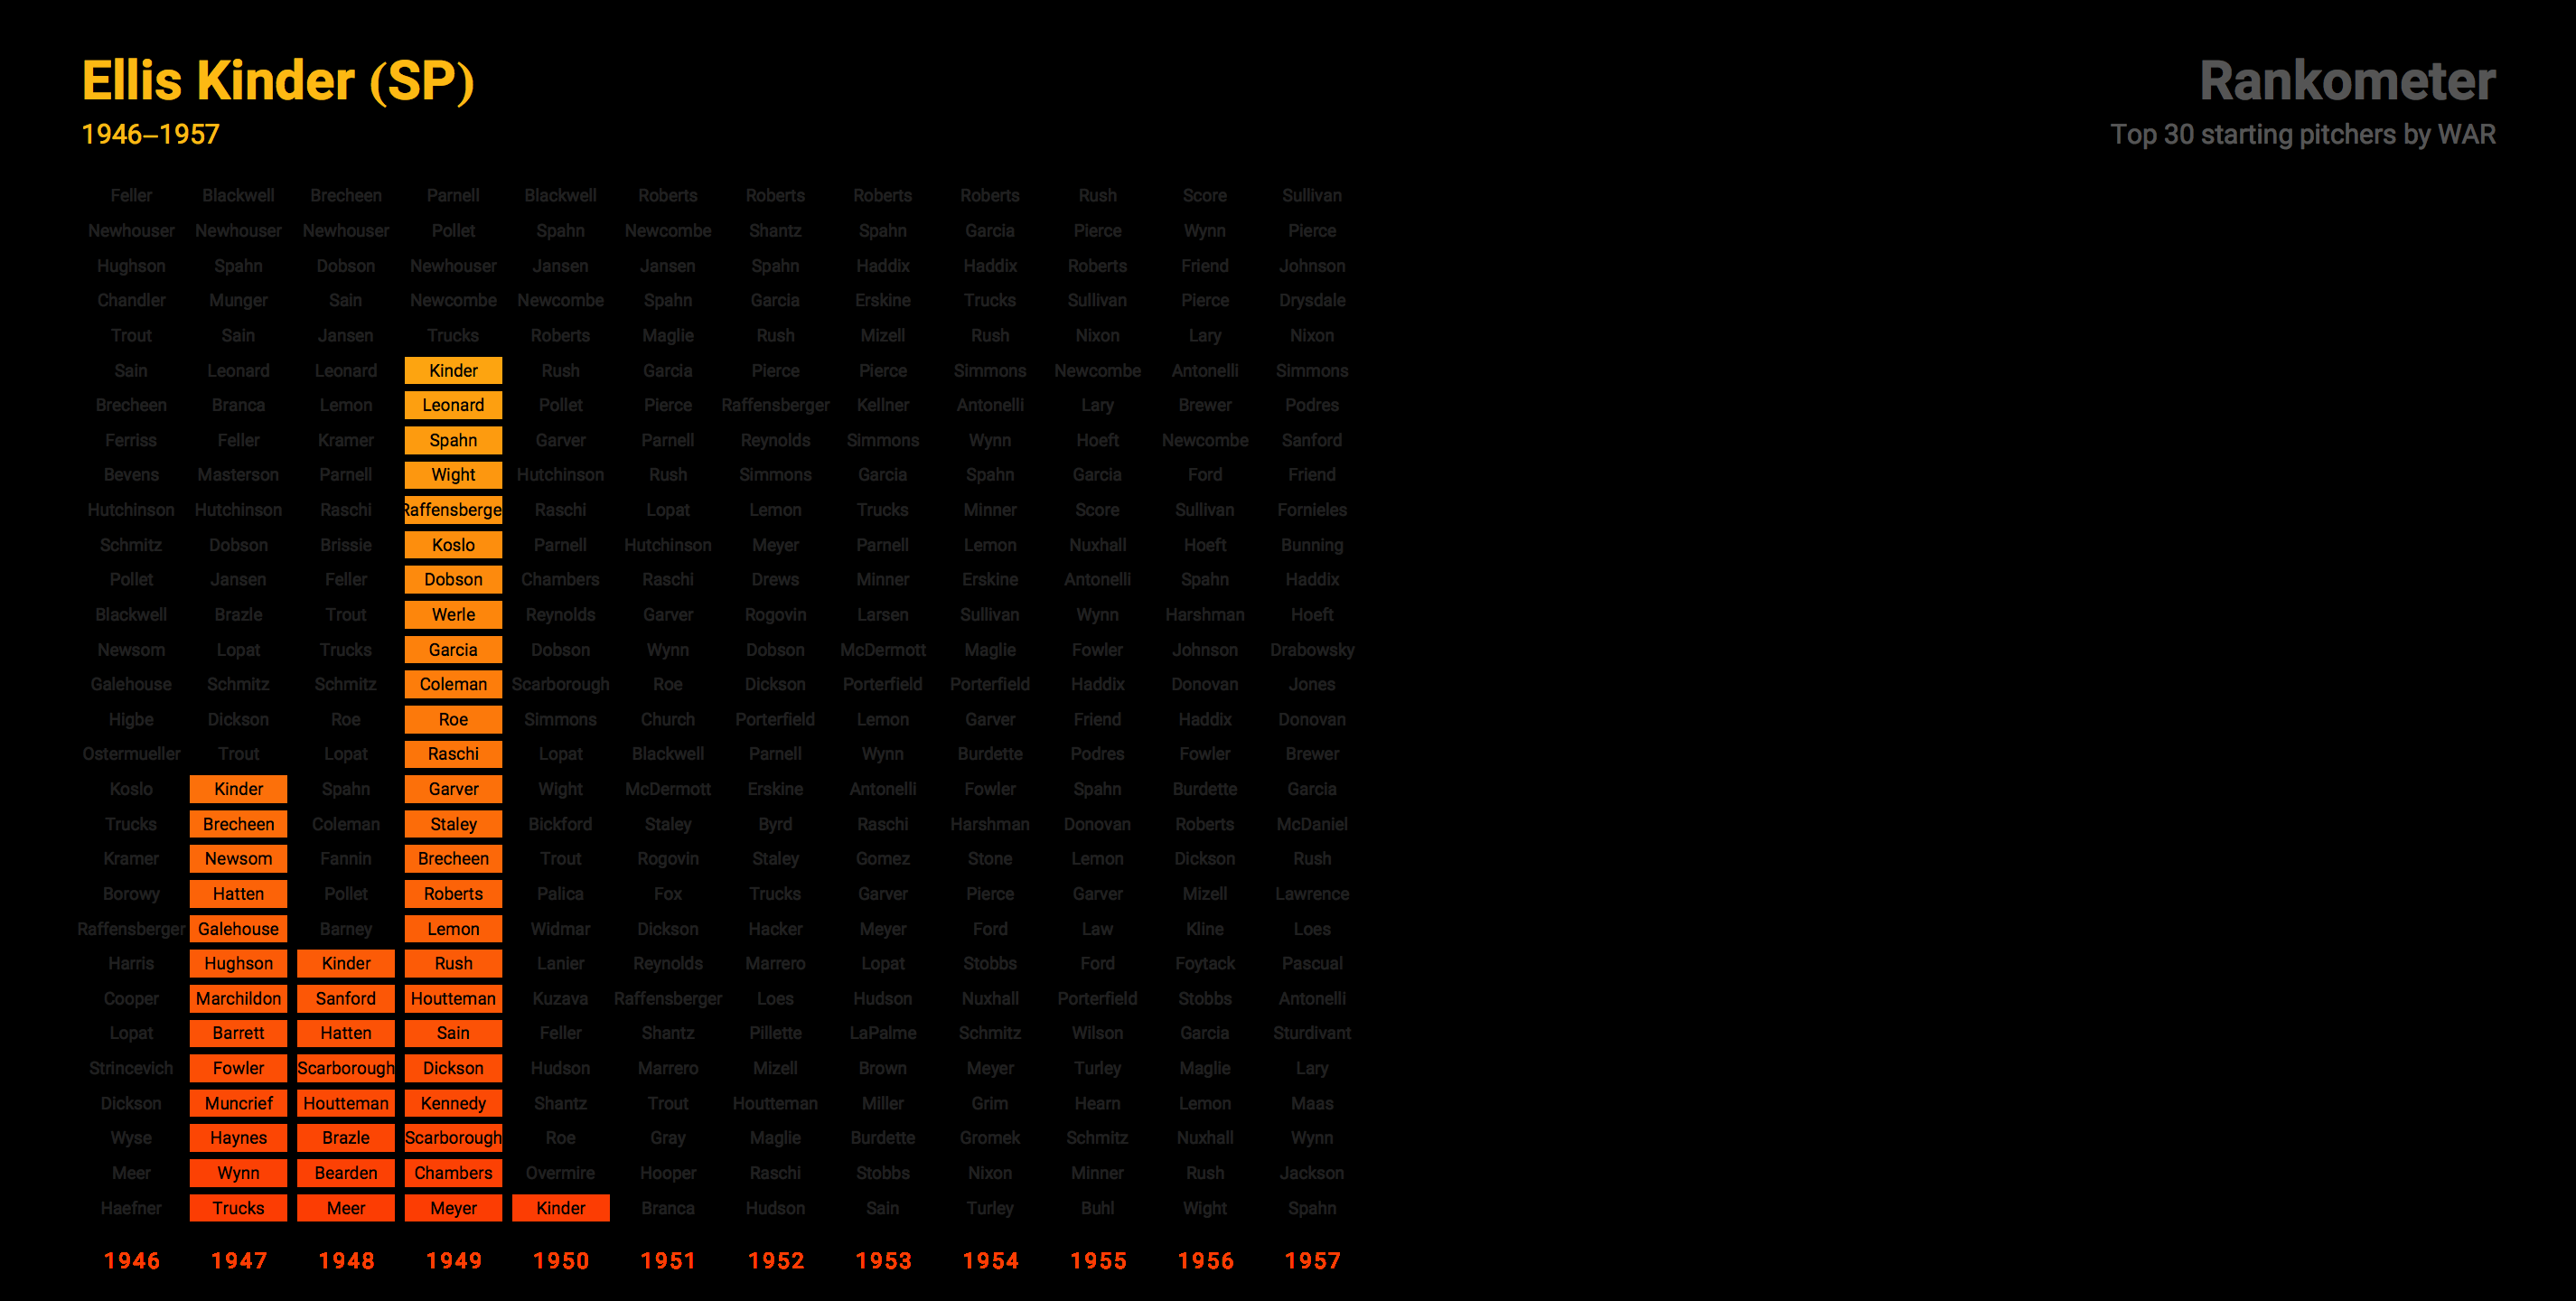 Ellis Kinder (SP)
Rankometer
1946–1957
Top 30 starting pitchers by WAR
Feller Blackwell Brecheen Parnell Blackwell Roberts Roberts Roberts Roberts Rush Score Sullivan
Newhouser Newhouser Newhouser Pollet Spahn Newcombe Shantz Spahn Garcia Pierce Wynn Pierce
Hughson Spahn Dobson Newhouser Jansen Jansen Spahn Haddix Haddix Roberts Friend Johnson
Chandler Munger Sain Newcombe Newcombe Spahn Garcia Erskine Trucks Sullivan Pierce Drysdale
Trout Sain Jansen Trucks Roberts Maglie Rush Mizell Rush Nixon Lary Nixon
Sain Leonard Leonard Kinder Rush Garcia Pierce Pierce Simmons Newcombe Antonelli Simmons
Brecheen Branca Lemon Leonard Pollet Pierce Raffensberger Kellner Antonelli Lary Brewer Podres
Ferriss Feller Kramer Spahn Garver Parnell Reynolds Simmons Wynn Hoeft Newcombe Sanford
Bevens Masterson Parnell Wight Hutchinson Rush Simmons Garcia Spahn Garcia Ford Friend
Hutchinson Hutchinson Raschi Raffensberge Raschi Lopat Lemon Trucks Minner Score Sullivan Fornieles
Schmitz Dobson Brissie Koslo Parnell Hutchinson Meyer Parnell Lemon Nuxhall Hoeft Bunning
Pollet Jansen Feller Dobson Chambers Raschi Drews Minner Erskine Antonelli Spahn Haddix
Blackwell Brazle Trout Werle Reynolds Garver Rogovin Larsen Sullivan Wynn Harshman Hoeft
Newsom Lopat Trucks Garcia Dobson Wynn Dobson McDermott Maglie Fowler Johnson Drabowsky
Galehouse Schmitz Schmitz Coleman Scarborough Roe Dickson Porterfield Porterfield Haddix Donovan Jones
Higbe Dickson Roe Roe Simmons Church Porterfield Lemon Garver Friend Haddix Donovan
Ostermueller Trout Lopat Raschi Lopat Blackwell Parnell Wynn Burdette Podres Fowler Brewer
Koslo Kinder Spahn Garver Wight McDermott Erskine Antonelli Fowler Spahn Burdette Garcia
Trucks Brecheen Coleman Staley Bickford Staley Byrd Raschi Harshman Donovan Roberts McDaniel
Kramer Newsom Fannin Brecheen Trout Rogovin Staley Gomez Stone Lemon Dickson Rush
Borowy Hatten Pollet Roberts Palica Fox Trucks Garver Pierce Garver Mizell Lawrence
Raffensberger Galehouse Barney Lemon Widmar Dickson Hacker Meyer Ford Law Kline Loes
Harris Hughson Kinder Rush Lanier Reynolds Marrero Lopat Stobbs Ford Foytack Pascual
Cooper Marchildon Sanford Houtteman Kuzava Raffensberger Loes Hudson Nuxhall Porterfield Stobbs Antonelli
Lopat Barrett Hatten Sain Feller Shantz Pillette LaPalme Schmitz Wilson Garcia Sturdivant
Strincevich Fowler Scarborough Dickson Hudson Marrero Mizell Brown Meyer Turley Maglie Lary
Dickson Muncrief Houtteman Kennedy Shantz Trout Houtteman Miller Grim Hearn Lemon Maas
Wyse Haynes Brazle Scarborough Roe Gray Maglie Burdette Gromek Schmitz Nuxhall Wynn
Meer Wynn Bearden Chambers Overmire Hooper Raschi Stobbs Nixon Minner Rush Jackson
Haefner Trucks Meer Meyer Kinder Branca Hudson Sain Turley Buhl Wight Spahn
1946 1947 1948 1949 1950 1951 1952 1953 1954 1955 1956 1957